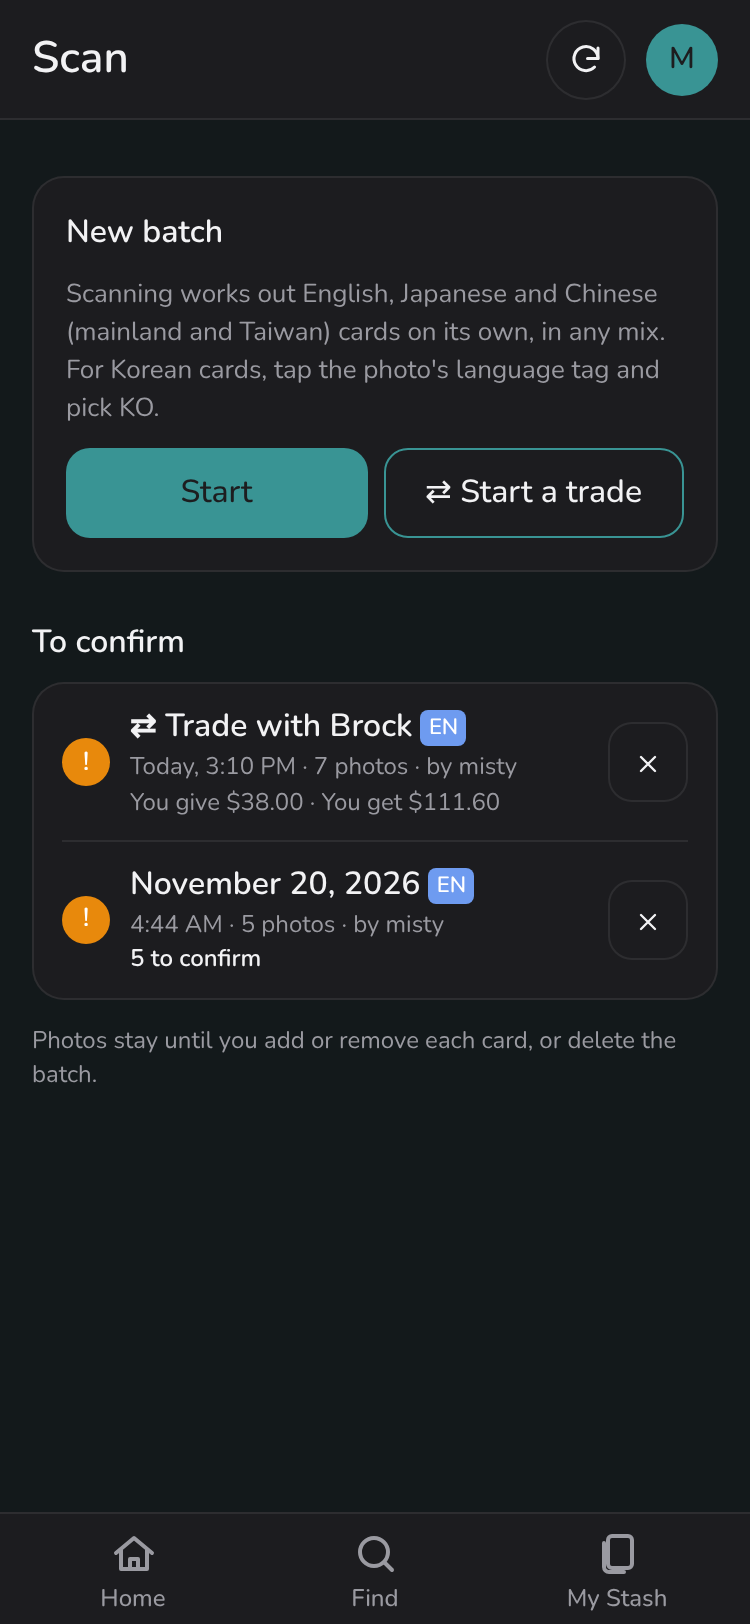 Scan
M
New batch
Scanning works out English, Japanese and Chinese
(mainland and Taiwan) cards on its own, in any mix.
For Korean cards, tap the photo's language tag and
pick KO.
Start
⇄ Start a trade
To confirm
! ⇄ Trade with Brock EN
Today, 3:10 PM · 7 photos · by misty
You give $38.00 · You get $111.60
! November 20, 2026 EN
4:44 AM · 5 photos · by misty
5 to confirm
Photos stay until you add or remove each card, or delete the
batch.
Home
Find
My Stash